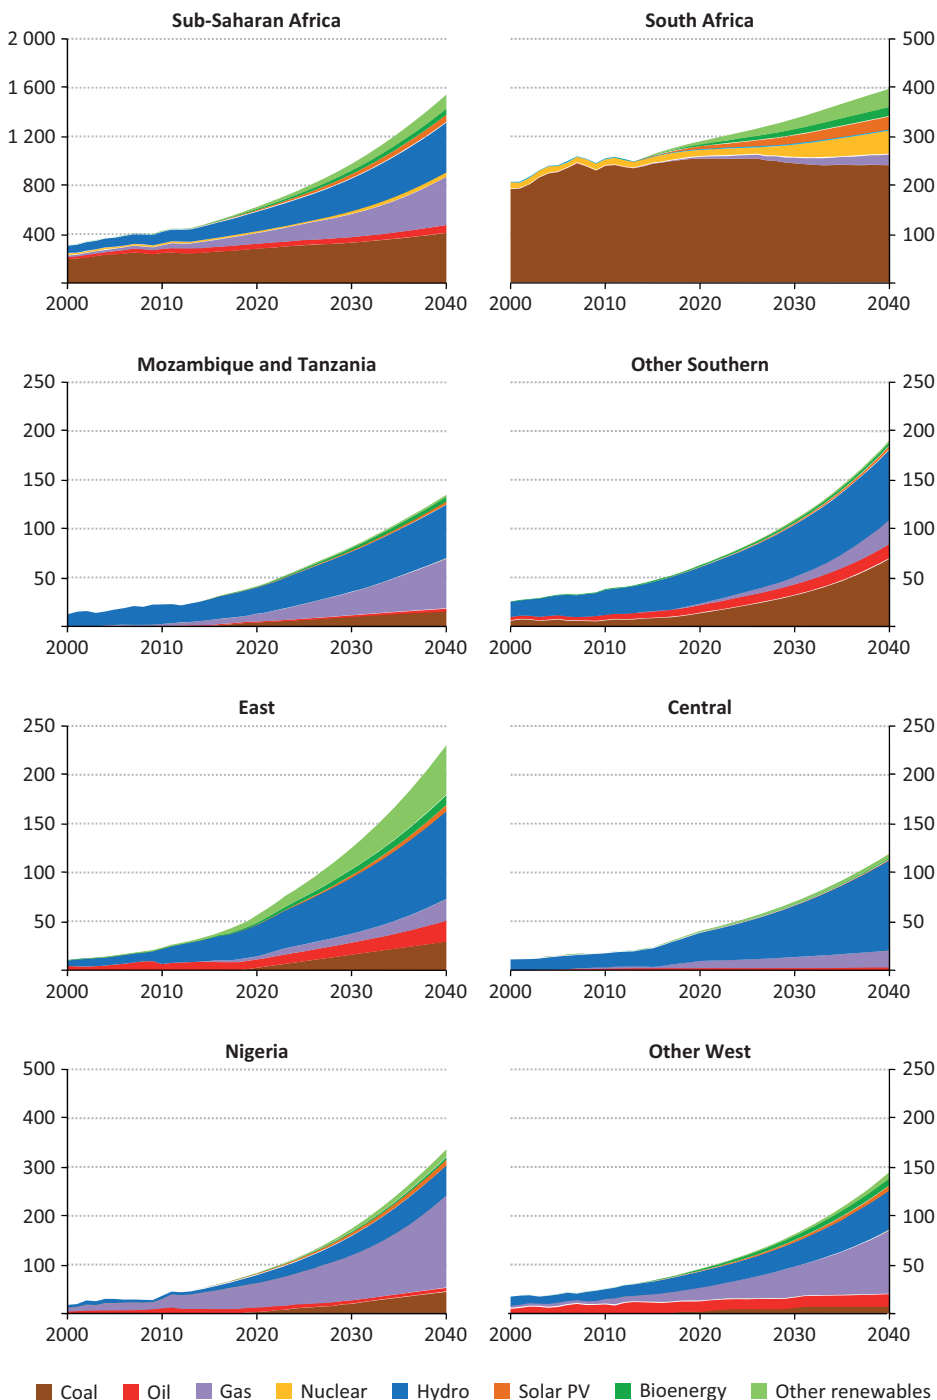 Sub-Saharan Africa
South Africa
2 000
1 600
1 200
800
400
500
400
300
200
100
2000 2010 2020 2030 2040
2000 2010 2020 2030 2040
Mozambique and Tanzania
Other Southern
250
200
150
100
50
250
200
150
100
50
2000 2010 2020 2030 2040
2000 2010 2020 2030 2040
East
Central
250
200
150
100
50
250
200
150
100
50
2000 2010 2020 2030 2040
2000 2010 2020 2030 2040
Nigeria
Other West
500
400
300
200
100
250
200
150
100
50
2000 2010 2020 2030 2040
2000 2010 2020 2030 2040
Coal Oil Gas Nuclear Hydro Solar PV Bioenergy Other renewables